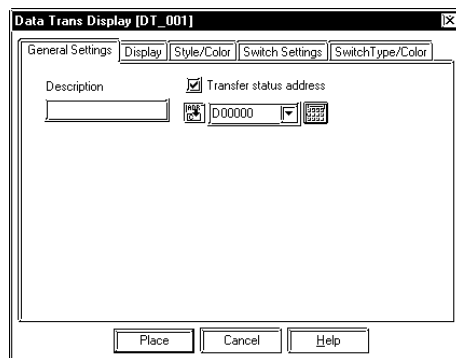 Data Trans Display [DT_001]
General Settings Display Style/Color Switch Settings SwitchType/Color
Description Transfer status address
D00000
Place Cancel Help